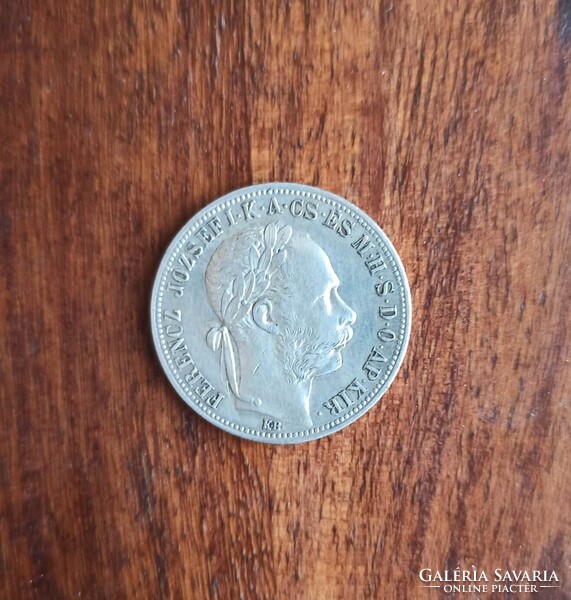 FERENCZ JÓZSEF I·K·A·CS·ÉS M·H·S·D·O·AP·KIR·
KB
GALÉRIA SAVARIA
ONLINE PIACTÉR